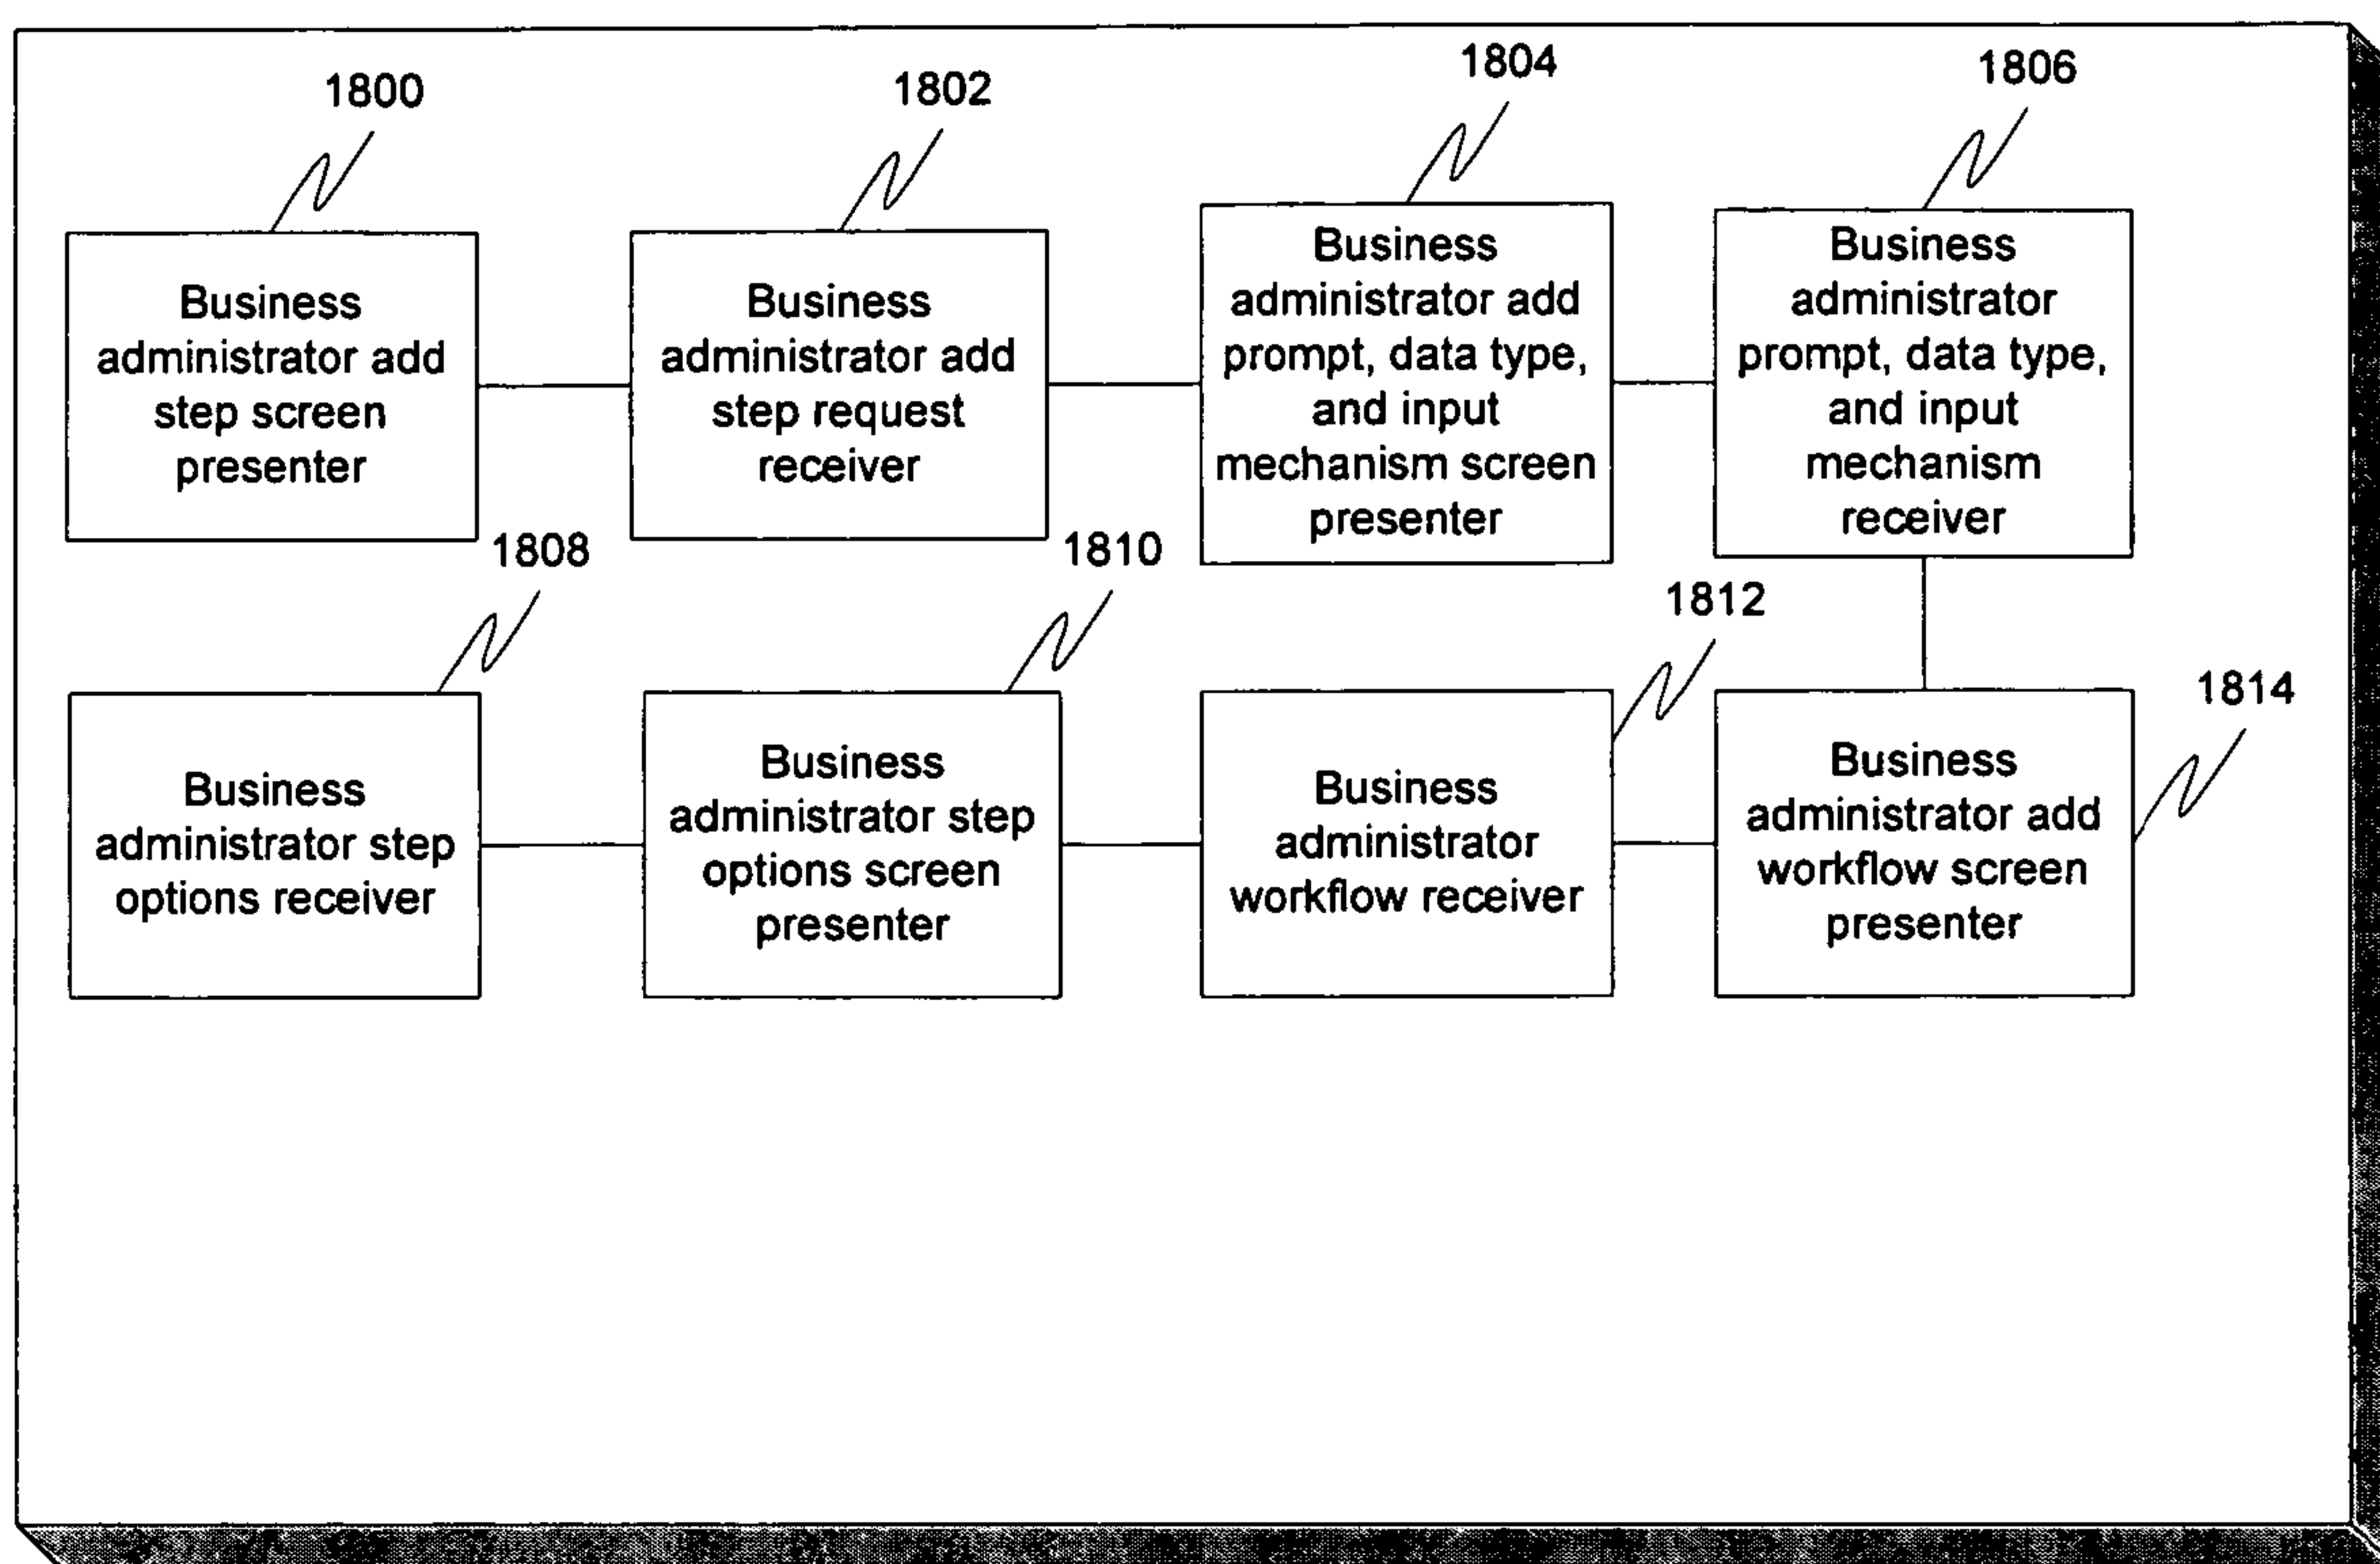 1800
Business
administrator add
step screen
presenter
1802
Business
administrator add
step request
receiver
1804
Business
administrator add
prompt, data type,
and input
mechanism screen
presenter
1806
Business
administrator
prompt, data type,
and input
mechanism
receiver
1808
Business
administrator step
options receiver
1810
Business
administrator step
options screen
presenter
1812
Business
administrator
workflow receiver
1814
Business
administrator add
workflow screen
presenter